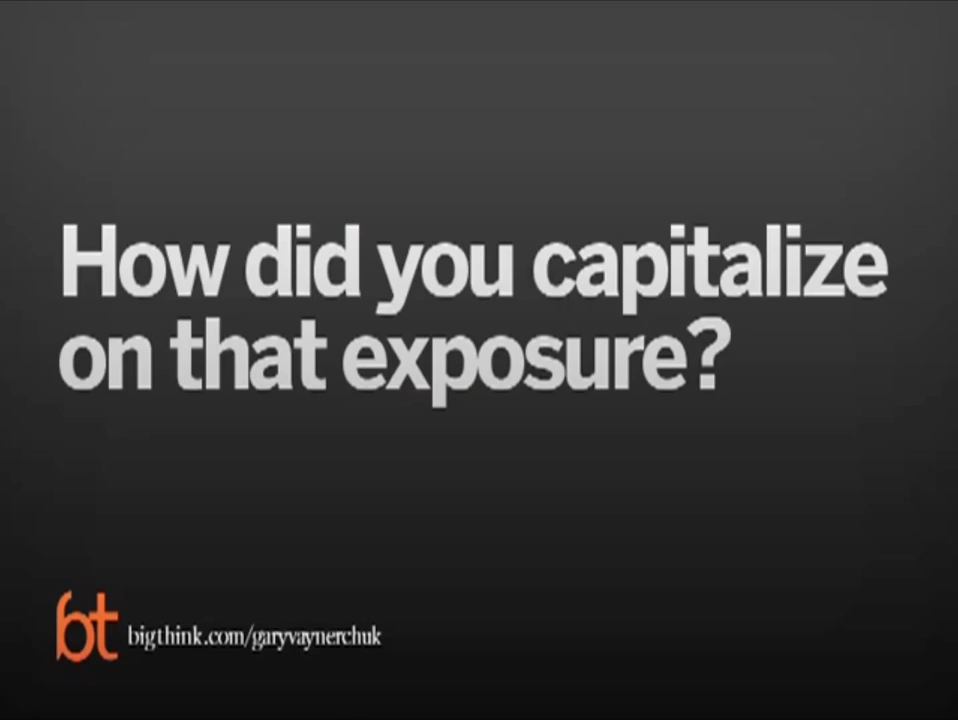 How did you capitalize
on that exposure?
bt bigthink.com/garyvaynerchuk